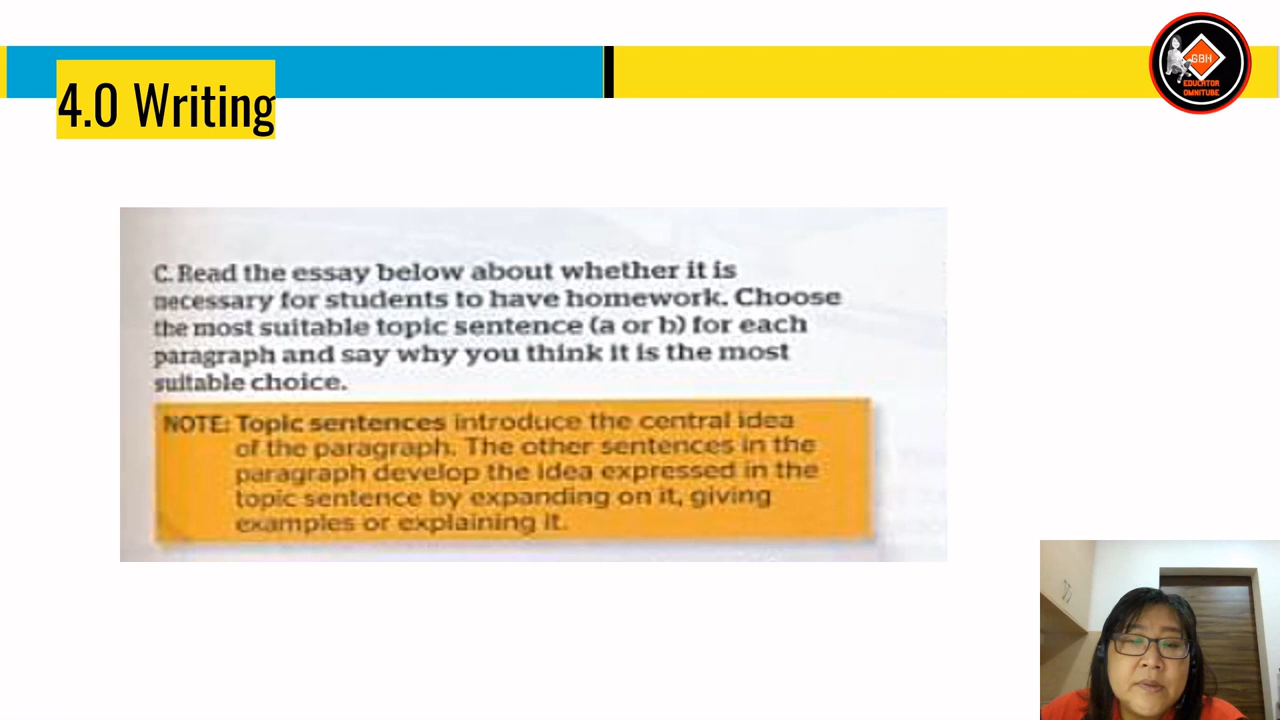 4.0 Writing
GBH
EDUCATOR
OMNITUBE
C. Read the essay below about whether it is
necessary for students to have homework. Choose
the most suitable topic sentence (a or b) for each
paragraph and say why you think it is the most
suitable choice.
NOTE: Topic sentences introduce the central idea
of the paragraph. The other sentences in the
paragraph develop the idea expressed in the
topic sentence by expanding on it, giving
examples or explaining it.